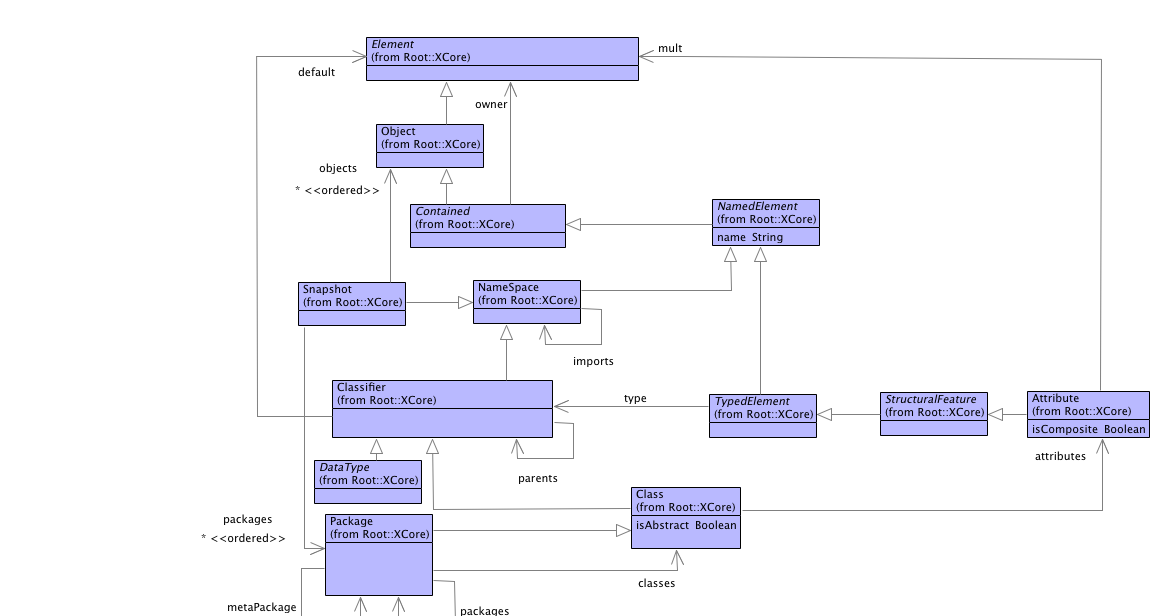 Element
(from Root::XCore)
mult
default
owner
Object
(from Root::XCore)
objects
* <<ordered>>
Contained
(from Root::XCore)
NamedElement
(from Root::XCore)
name String
Snapshot
(from Root::XCore)
NameSpace
(from Root::XCore)
imports
Classifier
(from Root::XCore)
type
TypedElement
(from Root::XCore)
StructuralFeature
(from Root::XCore)
Attribute
(from Root::XCore)
isComposite Boolean
attributes
parents
DataType
(from Root::XCore)
Class
(from Root::XCore)
isAbstract Boolean
packages
* <<ordered>>
Package
(from Root::XCore)
classes
metaPackage
packages